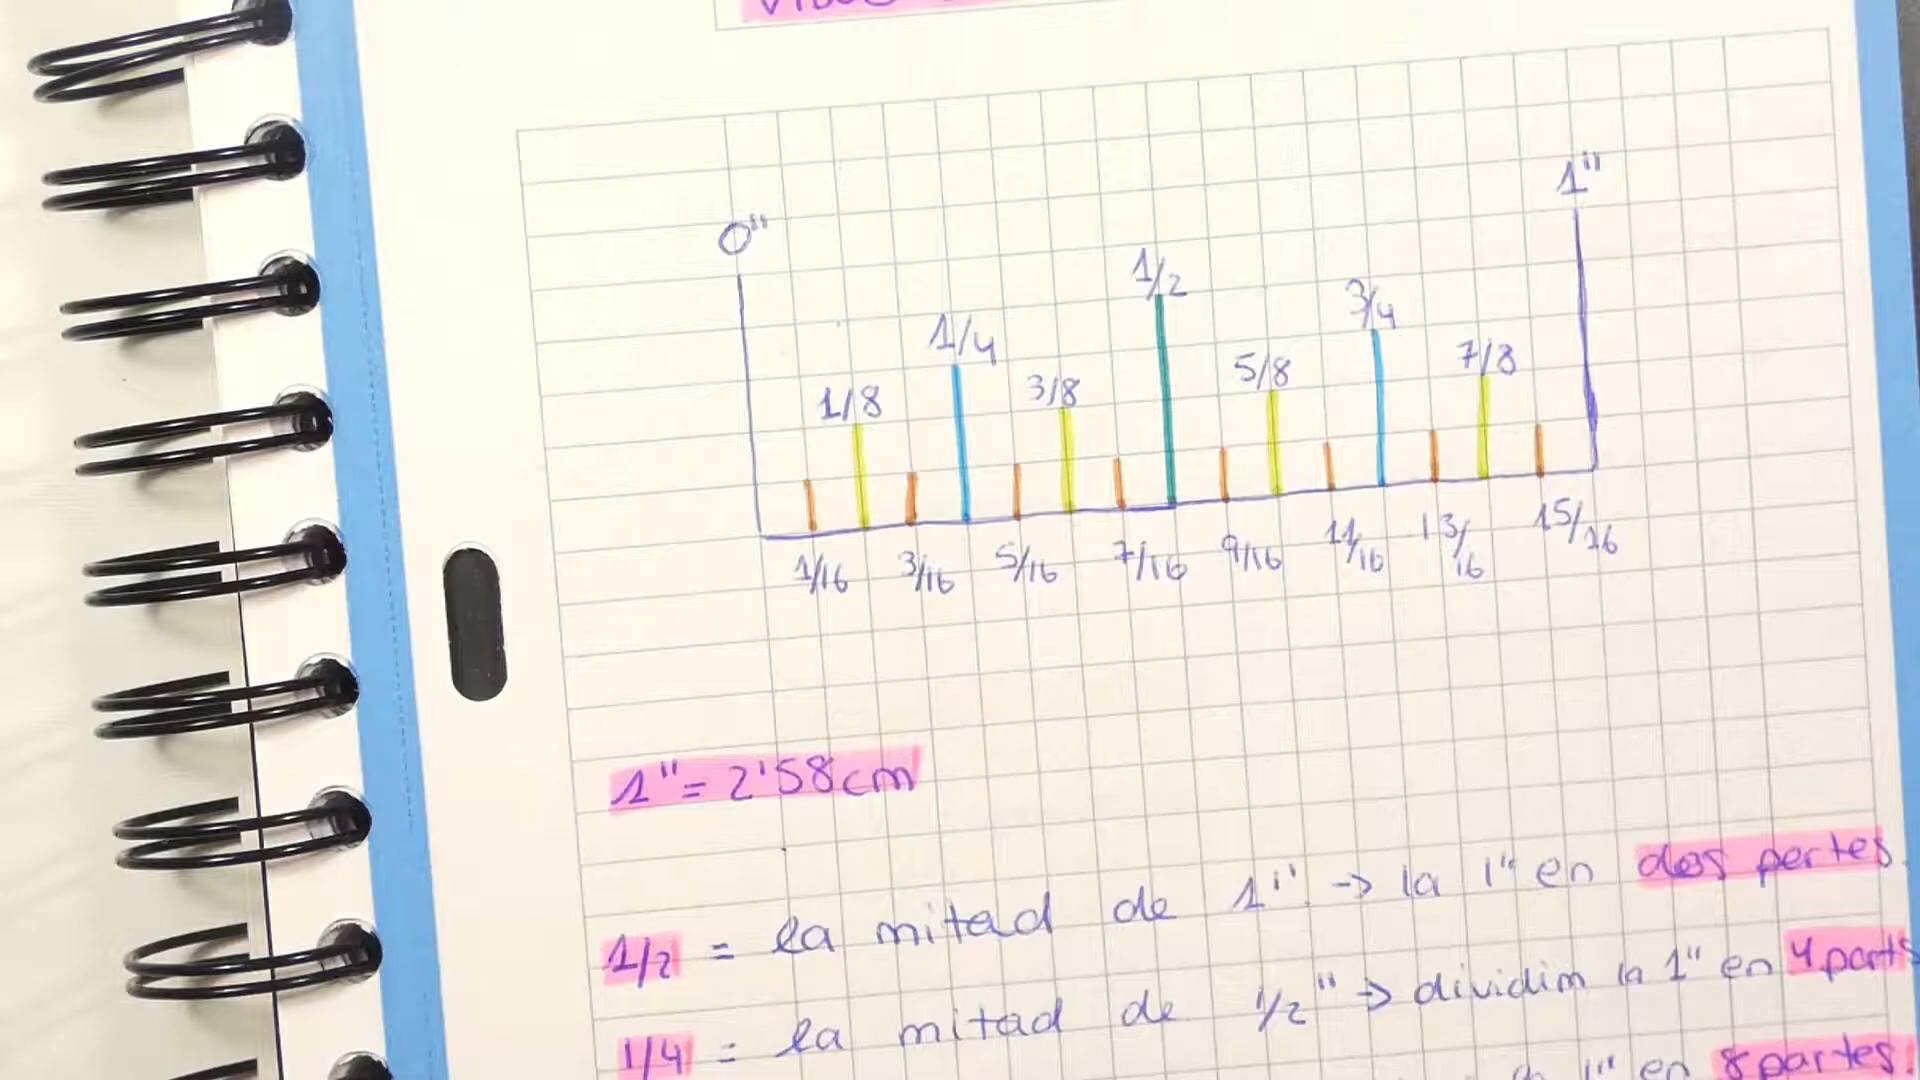 0" 1"
1/8 1/4 3/8 1/2 5/8 3/4 7/8
1/16 3/16 5/16 7/16 9/16 11/16 13/16 15/16
1" = 2'58cm
1/2 = la mitad de 1" → la 1" en dos partes.
1/4 = la mitad de 1/2" → dividim la 1" en 4 parts
1" en 8 partes.